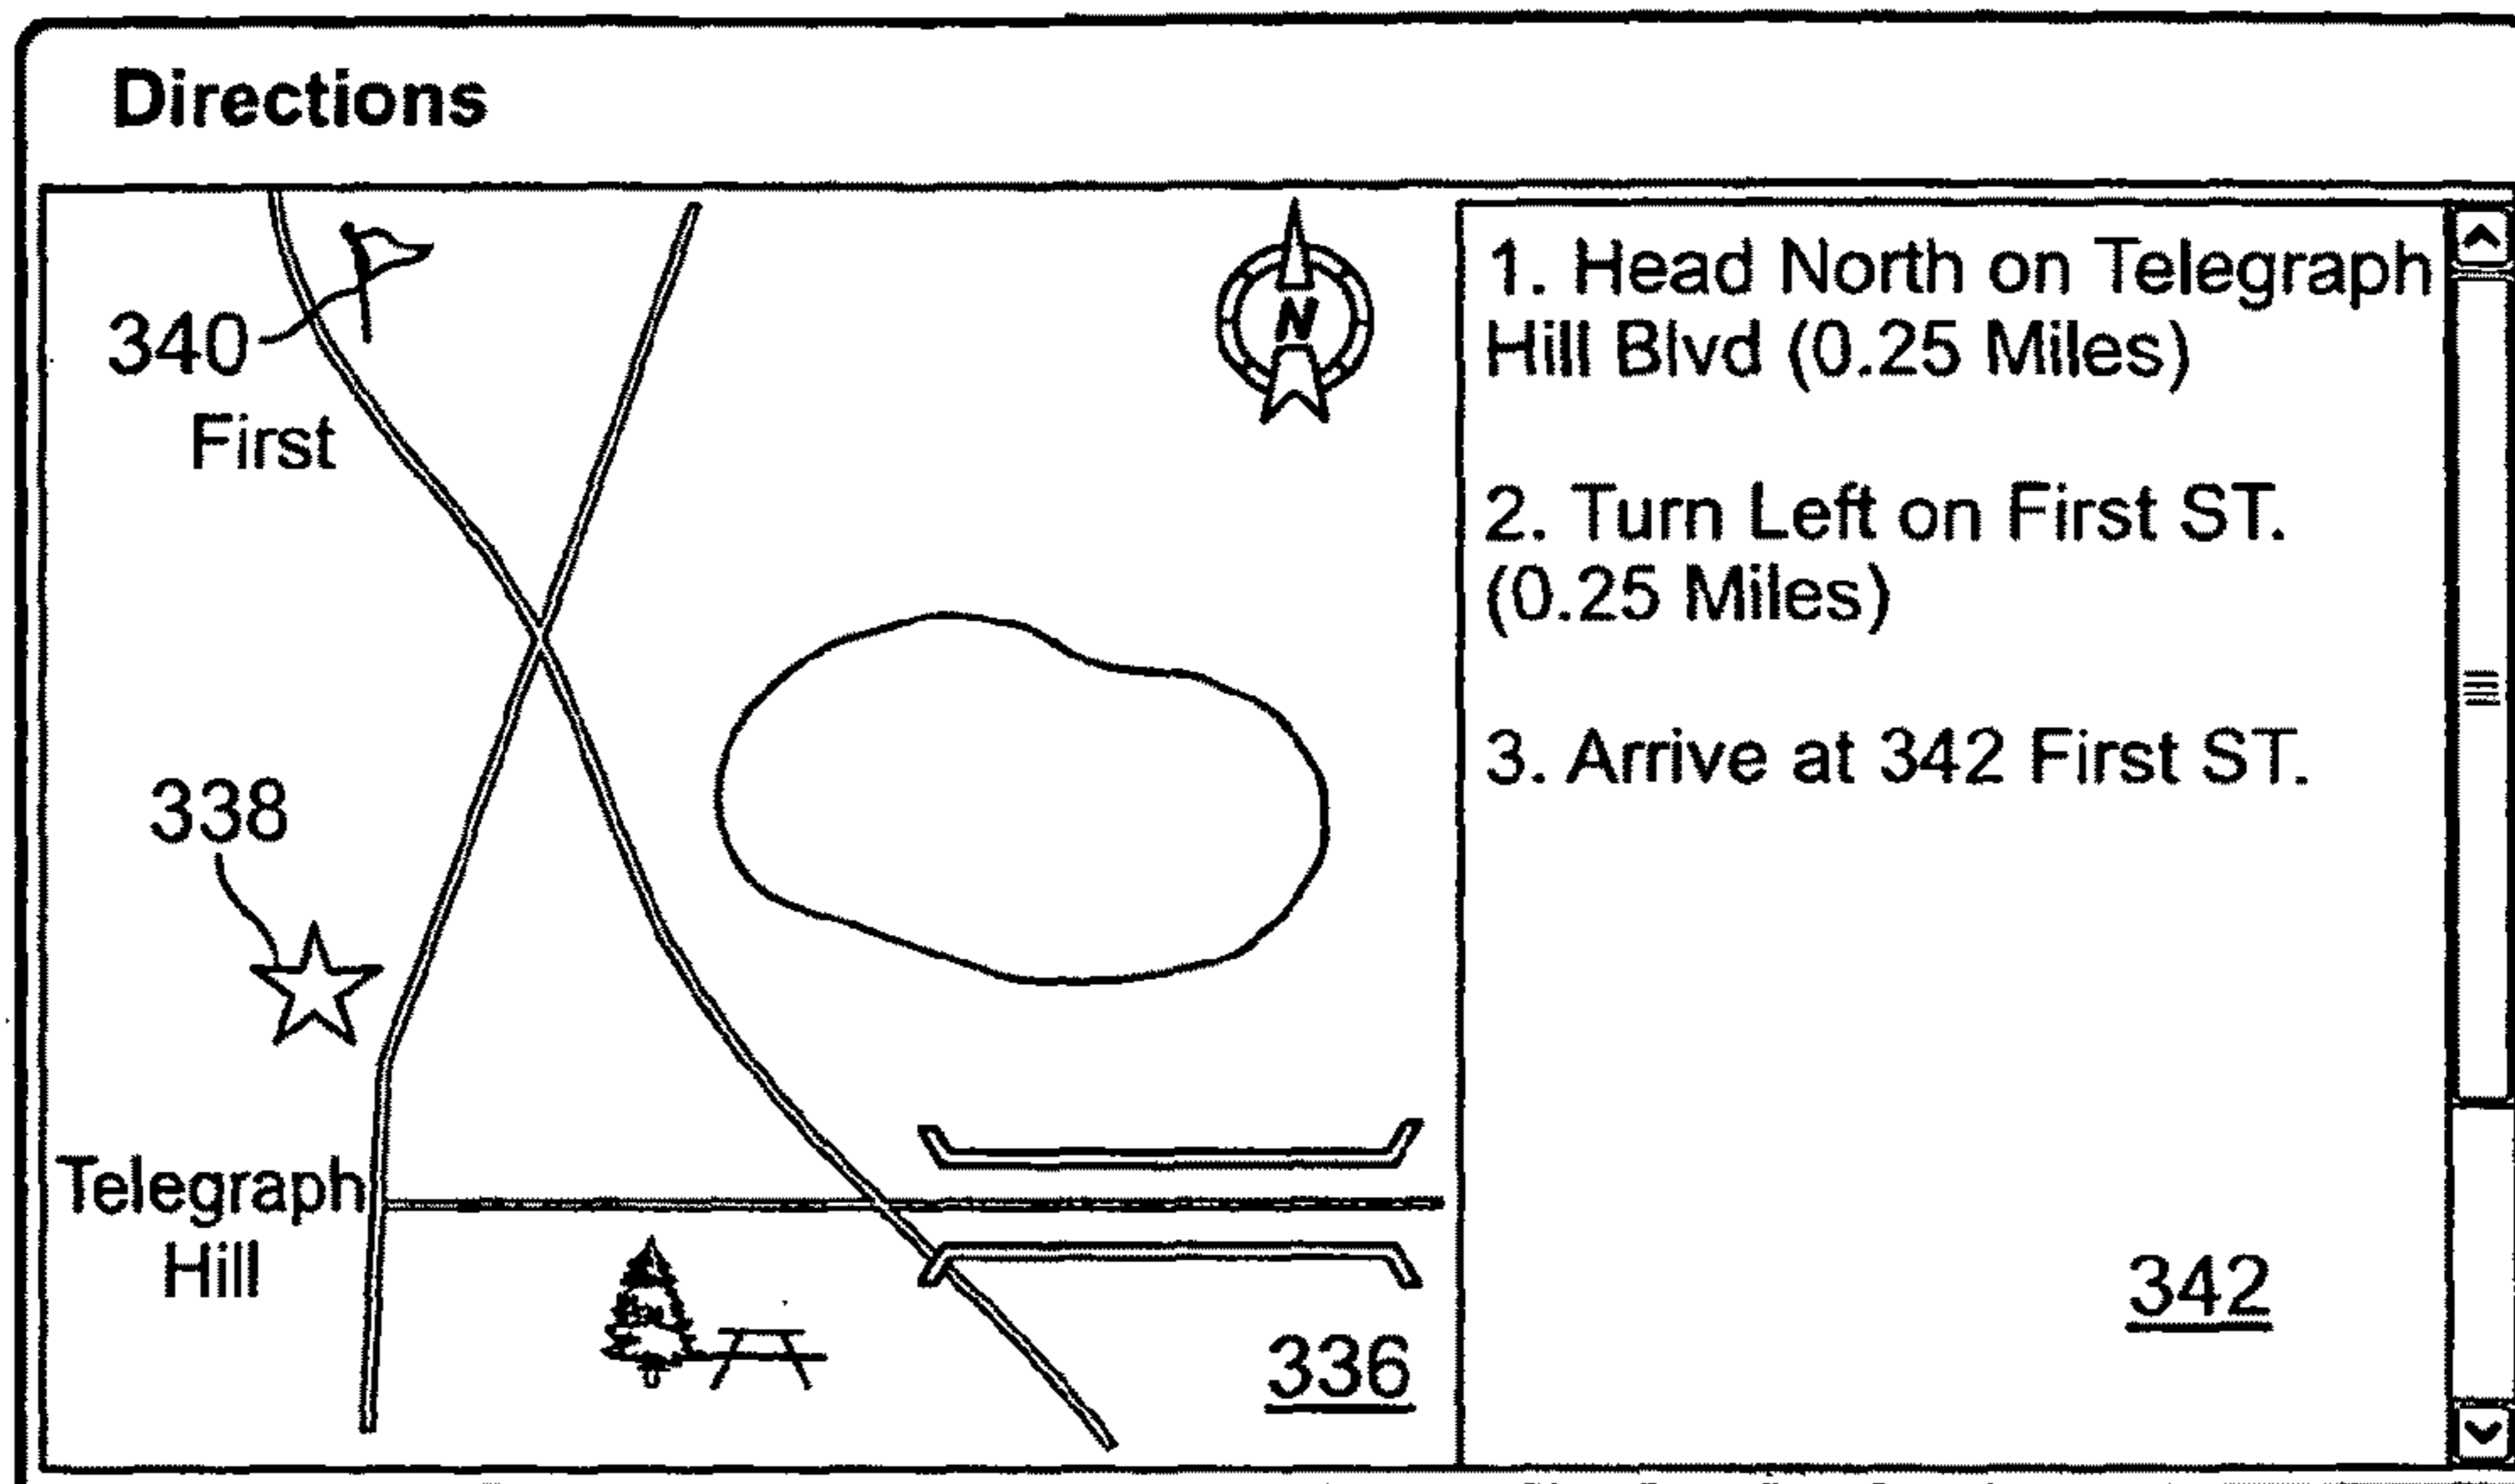 Directions
340
First
N
338
Telegraph
Hill
336
1. Head North on Telegraph
Hill Blvd (0.25 Miles)
2. Turn Left on First ST.
(0.25 Miles)
3. Arrive at 342 First ST.
342